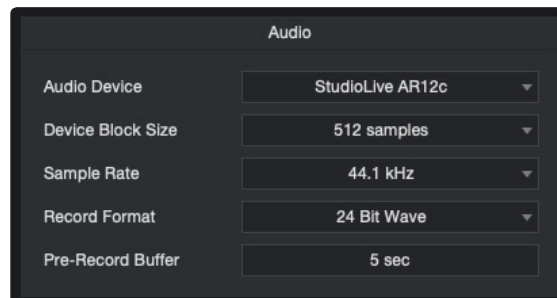 Audio
Audio Device StudioLive AR12c
Device Block Size 512 samples
Sample Rate 44.1 kHz
Record Format 24 Bit Wave
Pre-Record Buffer 5 sec